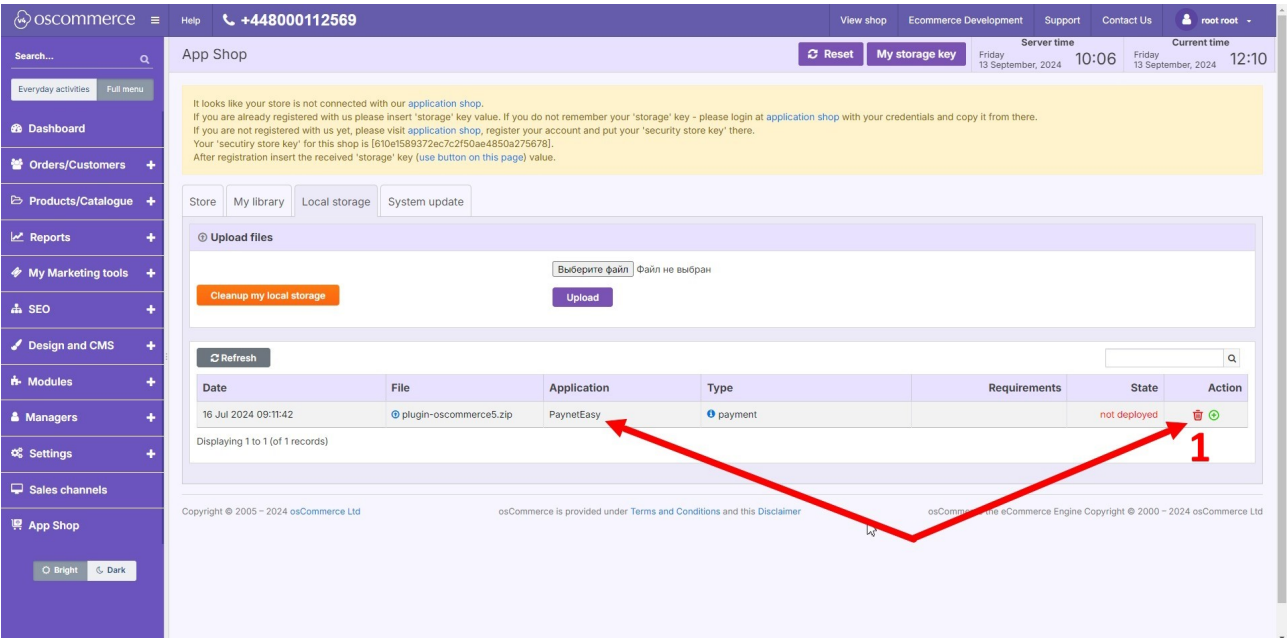 oscommerce
Help
+448000112569
View shop
Ecommerce Development
Support
Contact Us
root root
Search...
Everyday activities
Full menu
Dashboard
Orders/Customers
Products/Catalogue
Reports
My Marketing tools
SEO
Design and CMS
Modules
Managers
Settings
Sales channels
App Shop
Bright
Dark
App Shop
Reset
My storage key
Server time
Friday
13 September, 2024
10:06
Current time
Friday
13 September, 2024
12:10
It looks like your store is not connected with our application shop.
If you are already registered with us please insert 'storage' key value. If you do not remember your 'storage' key - please login at application shop with your credentials and copy it from there.
If you are not registered with us yet, please visit application shop, register your account and put your 'security store key' there.
Your 'secutiry store key' for this shop is [610e1589372ec7c2f50ae4850a275678].
After registration insert the received 'storage' key (use button on this page) value.
Store
My library
Local storage
System update
Upload files
Выберите файл Файл не выбран
Cleanup my local storage
Upload
Refresh
Date File Application Type Requirements State Action
16 Jul 2024 09:11:42 plugin-oscommerce5.zip PaynetEasy payment not deployed
1
Displaying 1 to 1 (of 1 records)
Copyright © 2005 – 2024 osCommerce Ltd
osCommerce is provided under Terms and Conditions and this Disclaimer
the eCommerce Engine Copyright © 2000 – 2024 osCommerce Ltd